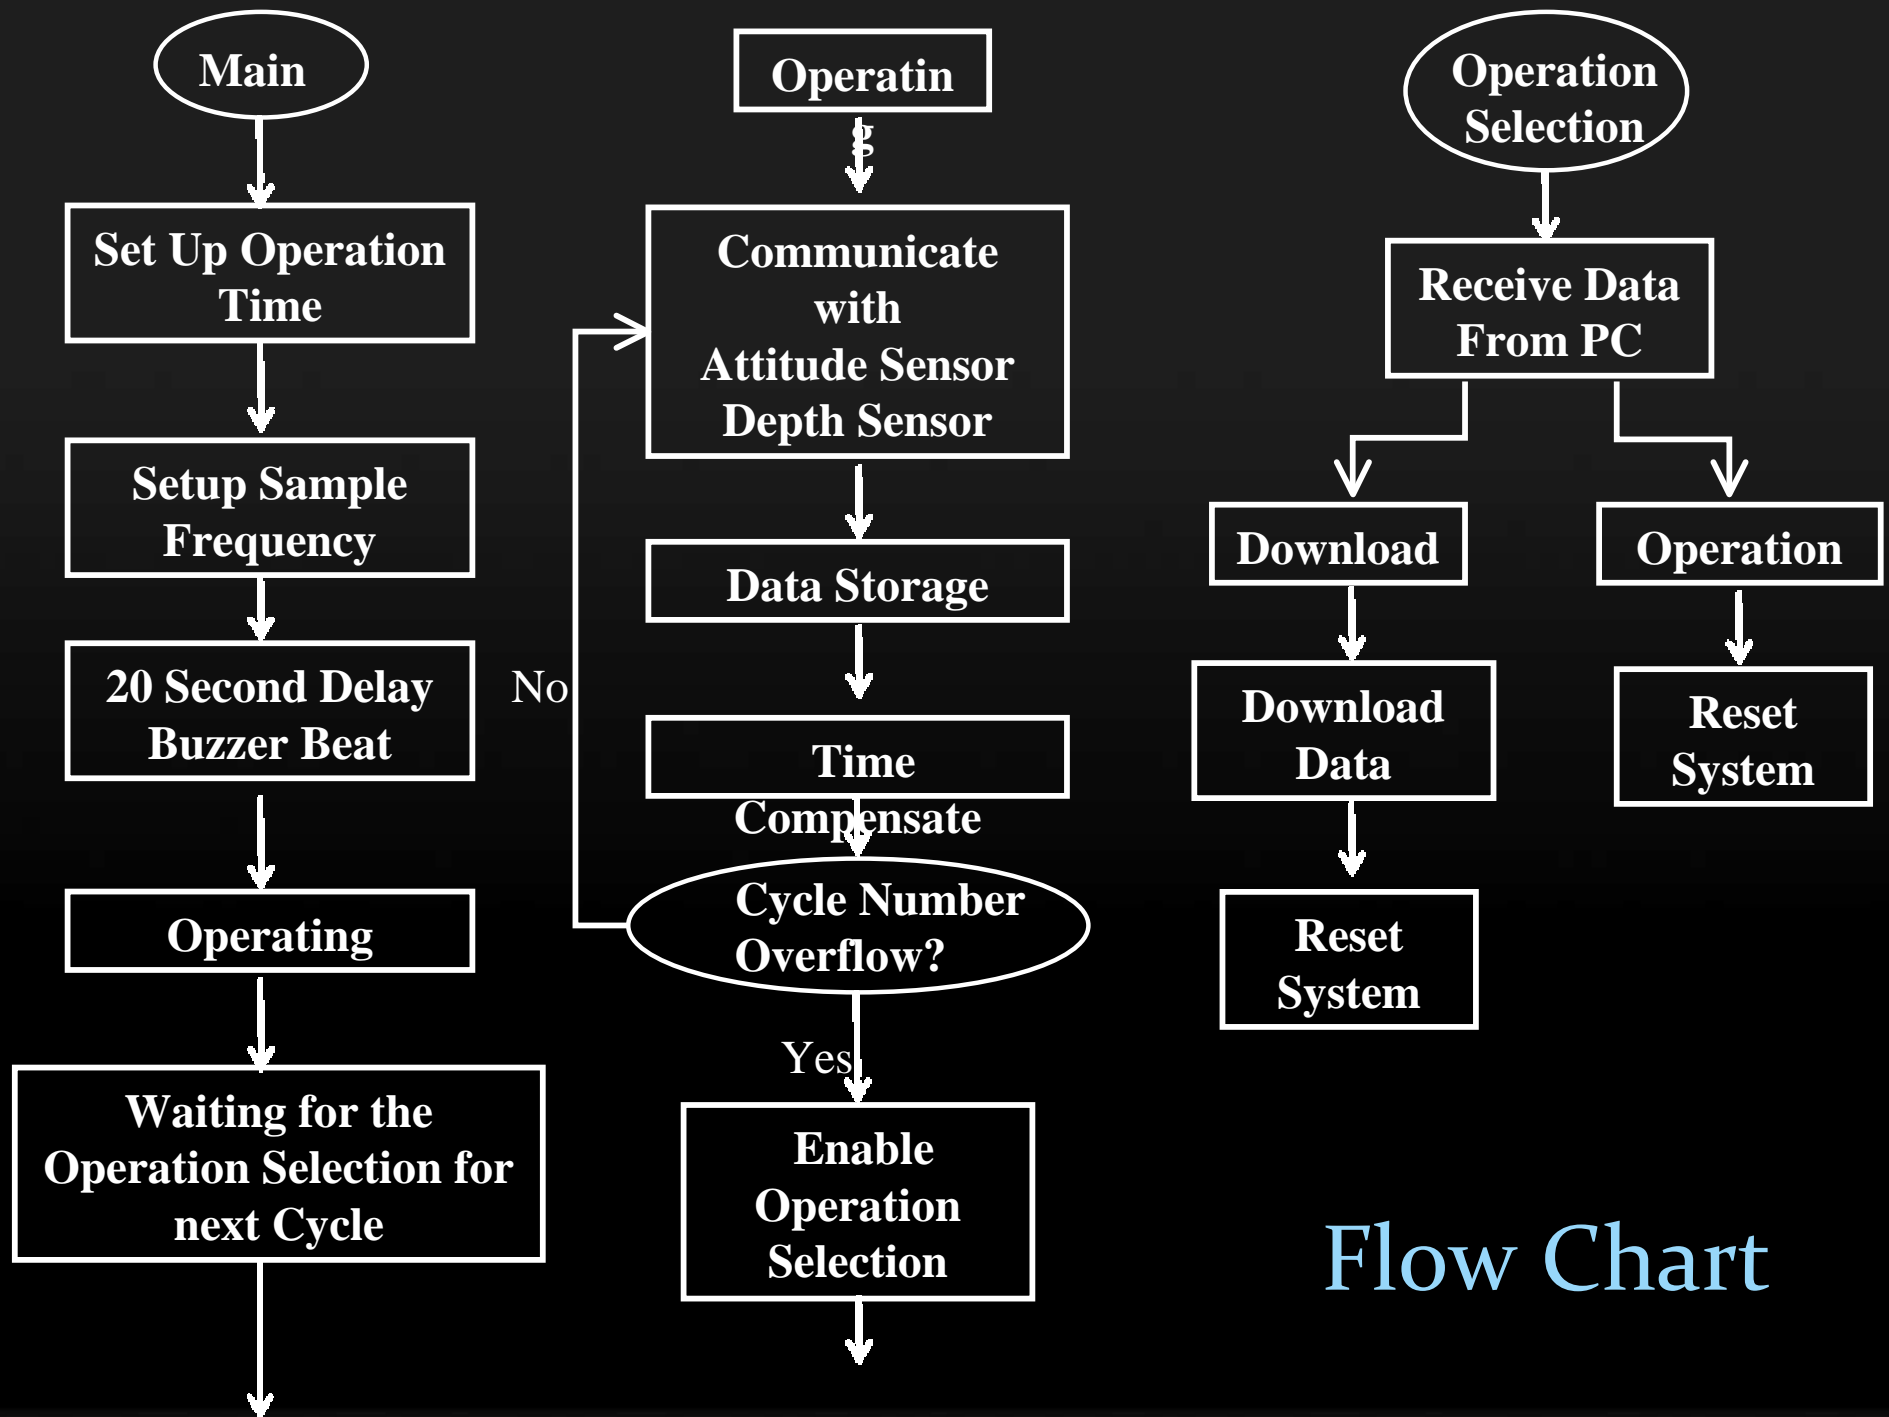 Main
Set Up Operation
Time
Setup Sample
Frequency
20 Second Delay
Buzzer Beat
Operating
Waiting for the
Operation Selection for
next Cycle
Operatin
g
Communicate
with
Attitude Sensor
Depth Sensor
Data Storage
No
Time
Compensate
Cycle Number
Overflow?
Yes
Enable
Operation
Selection
Operation
Selection
Receive Data
From PC
Download
Download
Data
Reset
System
Operation
Reset
System
Flow Chart